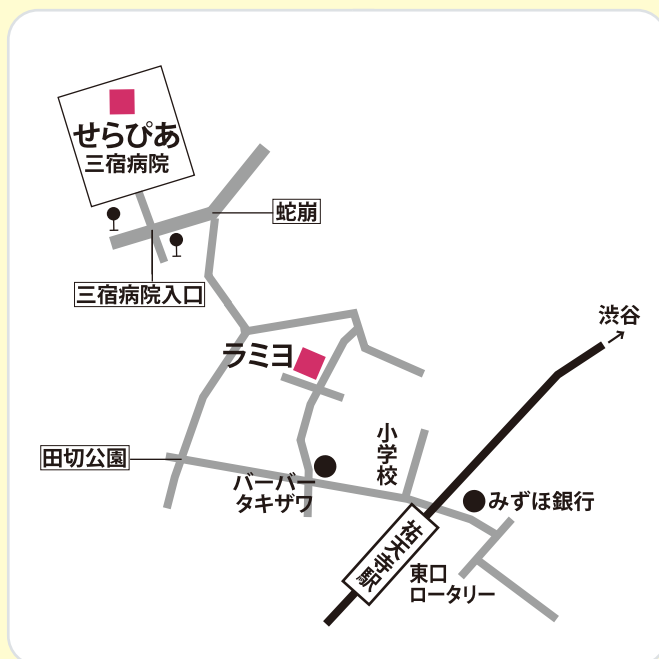 せらぴあ
三宿病院
蛇崩
三宿病院入口
渋谷
ラミヨ
小学校
田切公園
バーバー
タキザワ
みずほ銀行
祐天寺駅
東口
ロータリー